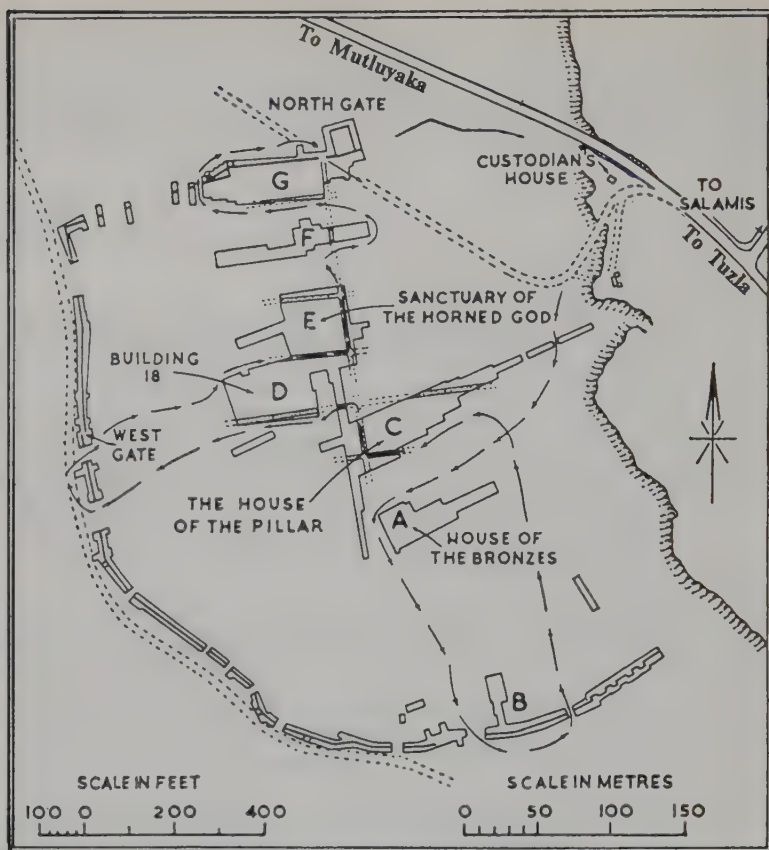 To Mutluyaka
NORTH GATE
CUSTODIAN'S
HOUSE
TO
SALAMIS
To Tuzla
G
F
E
SANCTUARY OF
THE HORNED GOD
BUILDING
18
D
C
WEST
GATE
THE HOUSE
OF THE PILLAR
A
HOUSE OF
THE BRONZES
B
SCALE IN FEET
100 0 200 400
SCALE IN METRES
0 50 100 150